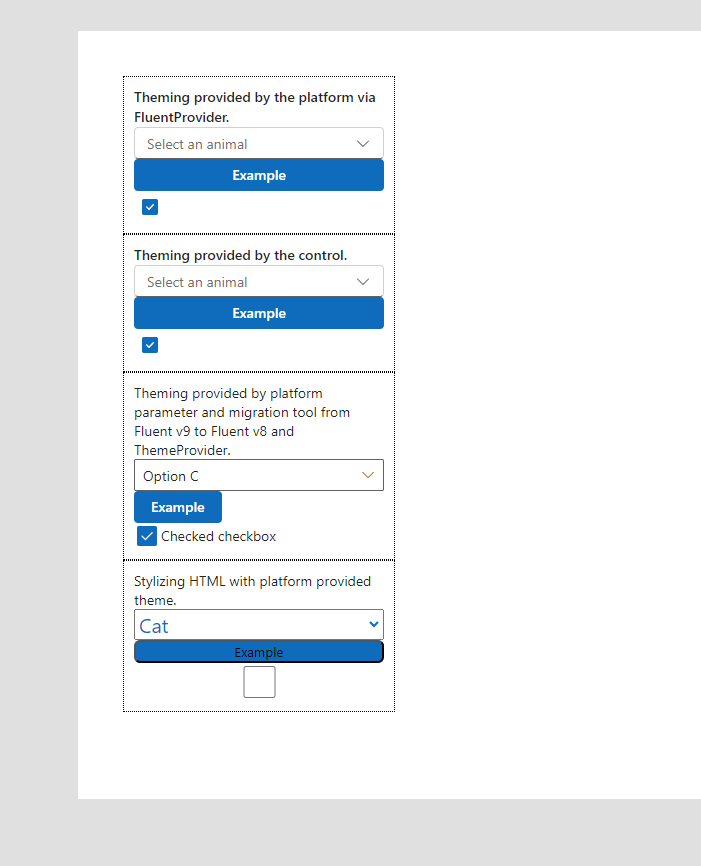 Theming provided by the platform via
FluentProvider.
Select an animal
Example
Theming provided by the control.
Select an animal
Example
Theming provided by platform
parameter and migration tool from
Fluent v9 to Fluent v8 and
ThemeProvider.
Option C
Example
Checked checkbox
Stylizing HTML with platform provided
theme.
Cat
Example